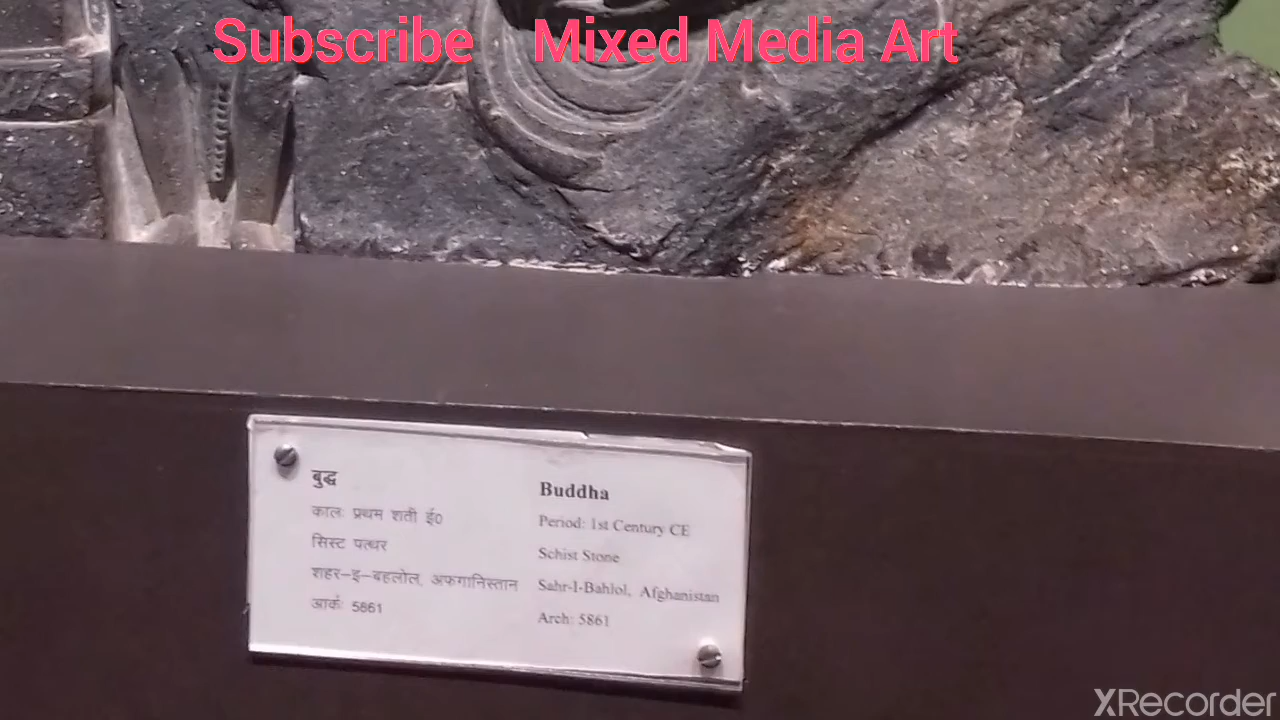 Subscribe Mixed Media Art
बुद्ध
कालः प्रथम शती ई०
सिस्ट पत्थर
शहर-इ-बहलोल, अफगानिस्तान
आर्कः 5861
Buddha
Period: 1st Century CE
Schist Stone
Sahr-I-Bahlol, Afghanistan
Arch: 5861
XRecorder